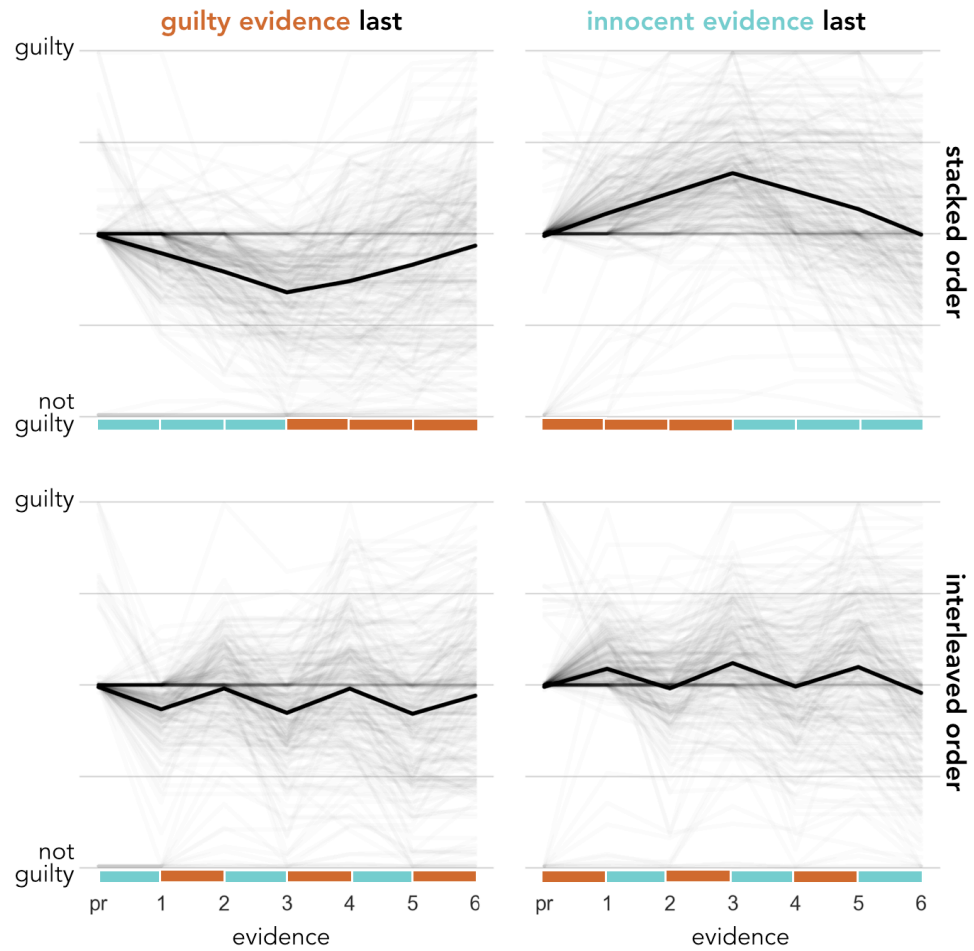 guilty evidence last
innocent evidence last
guilty
not
guilty
stacked order
guilty
not
guilty
interleaved order
pr 1 2 3 4 5 6
pr 1 2 3 4 5 6
evidence
evidence